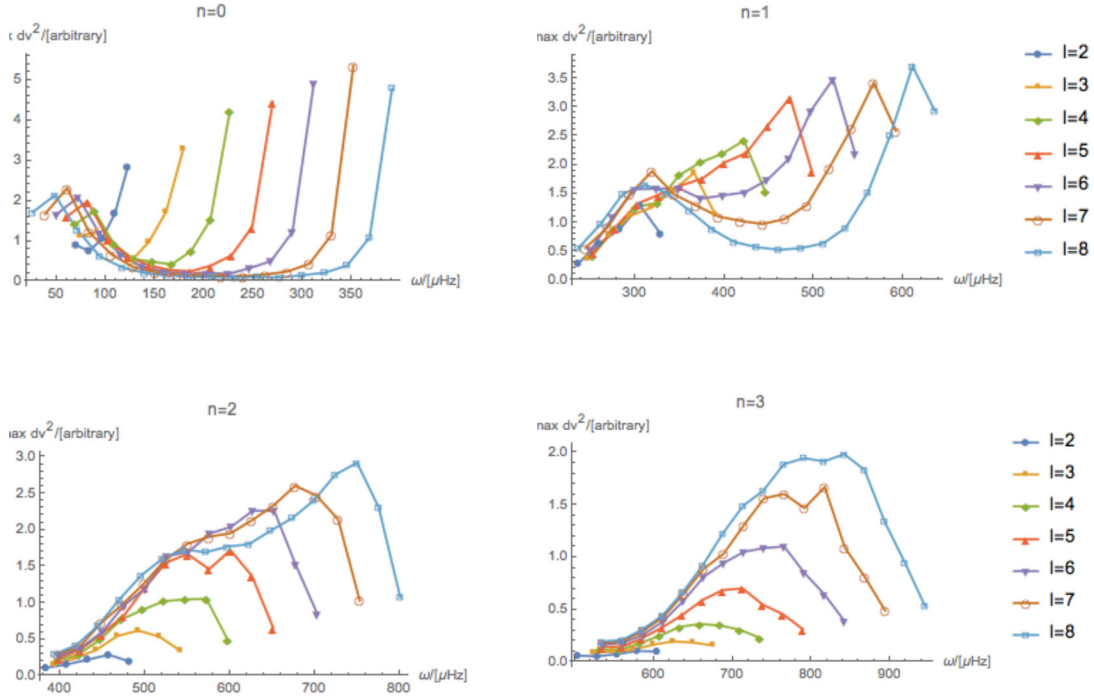 n=0
x dv²/[arbitrary]
5
4
3
2
1
0
50 100 150 200 250 300 350
ω/[μHz]
n=1
max dv²/[arbitrary]
3.5
3.0
2.5
2.0
1.5
1.0
0.5
0.0
300 400 500 600
ω/[μHz]
l=2
l=3
l=4
l=5
l=6
l=7
l=8
n=2
nax dv²/[arbitrary]
3.0
2.5
2.0
1.5
1.0
0.5
0.0
400 500 600 700 800
ω/[μHz]
n=3
max dv²/[arbitrary]
2.0
1.5
1.0
0.5
0.0
600 700 800 900
ω/[μHz]
l=2
l=3
l=4
l=5
l=6
l=7
l=8